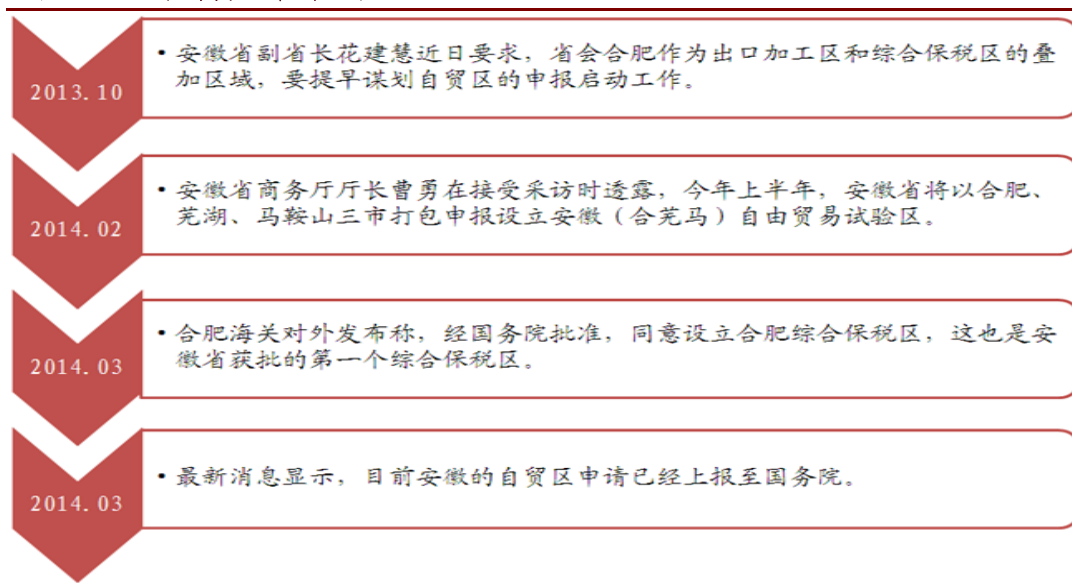 • 安徽省副省长花建慧近日要求，省会合肥作为出口加工区和综合保税区的叠
加区域，要提早谋划自贸区的申报启动工作。
2013.10
• 安徽省商务厅厅长曹勇在接受采访时透露，今年上半年，安徽省将以合肥、
芜湖、马鞍山三市打包申报设立安徽（合芜马）自由贸易试验区。
2014.02
• 合肥海关对外发布称，经国务院批准，同意设立合肥综合保税区，这也是安
徽省获批的第一个综合保税区。
2014.03
• 最新消息显示，目前安徽的自贸区申请已经上报至国务院。
2014.03